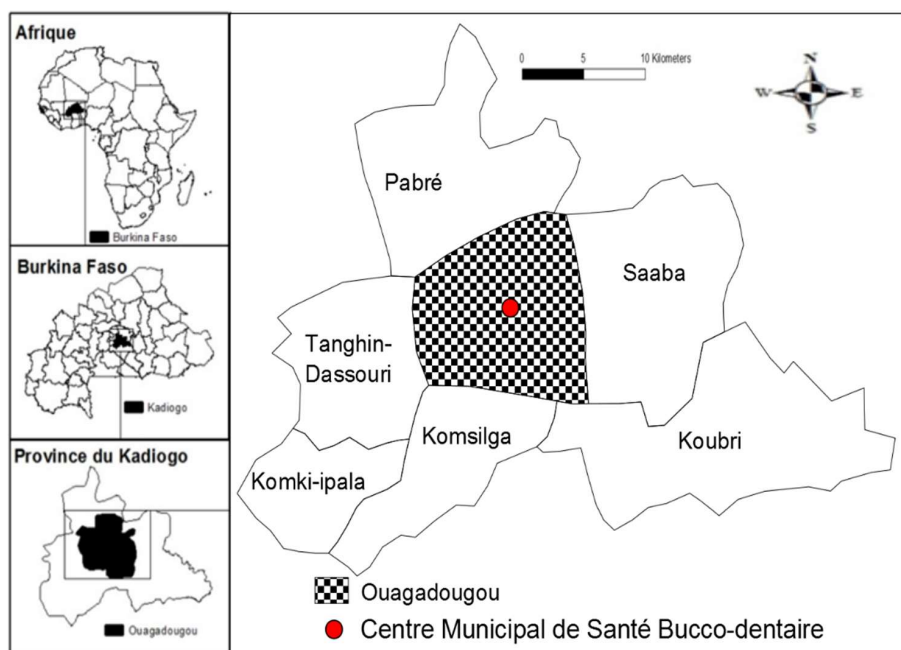 Afrique
Burkina Faso
Burkina Faso
Kadiogo
Province du Kadiogo
Ouagadougou
0 5 10 Kilometers
N
W E
S
Pabré
Saaba
Tanghin-
Dassouri
Komsilga
Koubri
Komki-ipala
Ouagadougou
Centre Municipal de Santé Bucco-dentaire